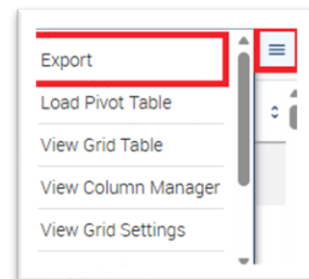 Export
Load Pivot Table
View Grid Table
View Column Manager
View Grid Settings